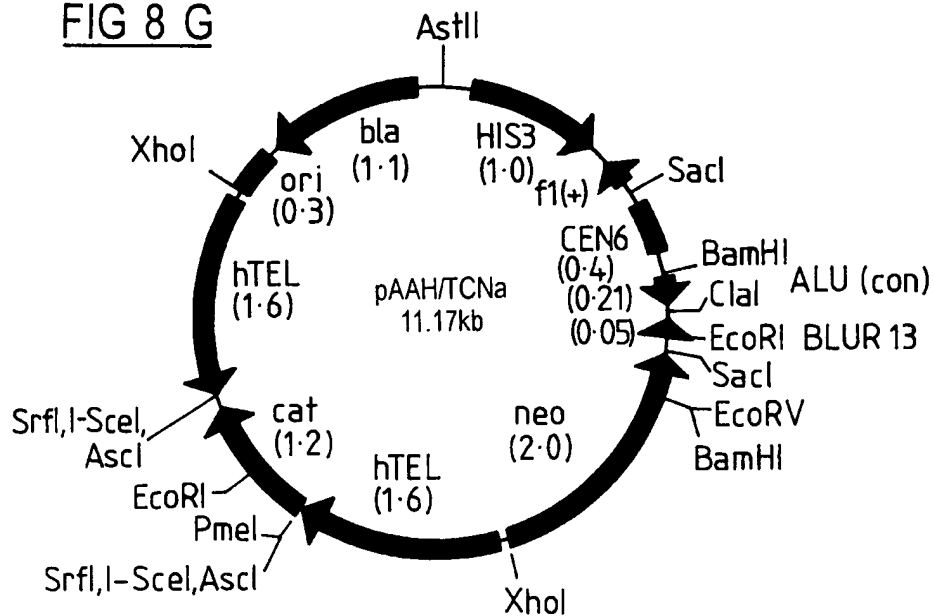 FIG 8 G
AstII
bla
(1·1)
HIS3
(1·0)
f1(+)
SacI
XhoI
ori
(0·3)
CEN6
(0·4)
BamHI
ALU (con)
(0·21)
ClaI
hTEL
(1·6)
pAAH/TCNa
11.17kb
(0·05)
EcoRI BLUR 13
SacI
EcoRV
BamHI
SrfI,I-SceI,
AscI
cat
(1·2)
neo
(2·0)
hTEL
(1·6)
EcoRI
PmeI
SrfI,I-SceI,AscI
XhoI